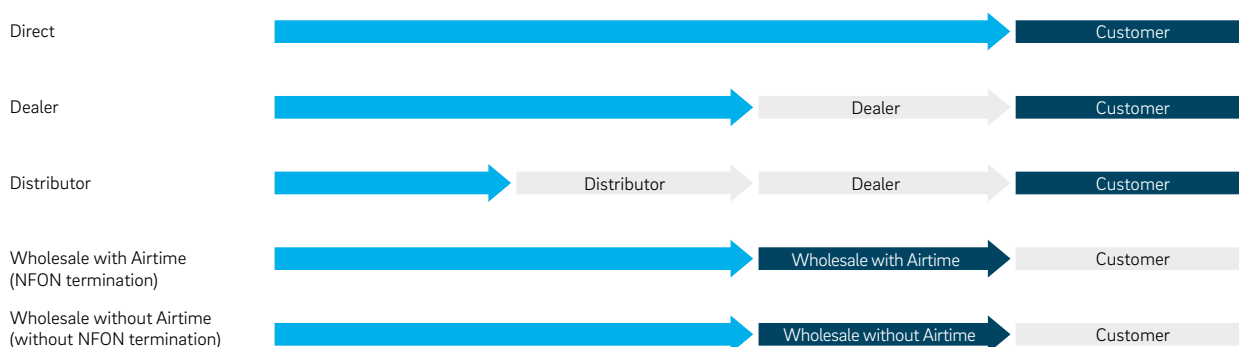 Direct
Customer
Dealer
Dealer
Customer
Distributor
Distributor
Dealer
Customer
Wholesale with Airtime
(NFON termination)
Wholesale with Airtime
Customer
Wholesale without Airtime
(without NFON termination)
Wholesale without Airtime
Customer